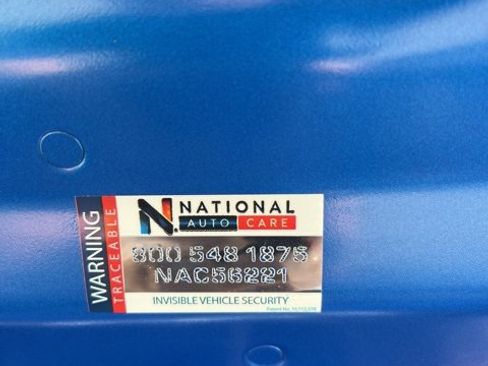 WARNING
TRACEABLE
N. NATIONAL
AUTO CARE
800 548 1875
NAC56221
INVISIBLE VEHICLE SECURITY